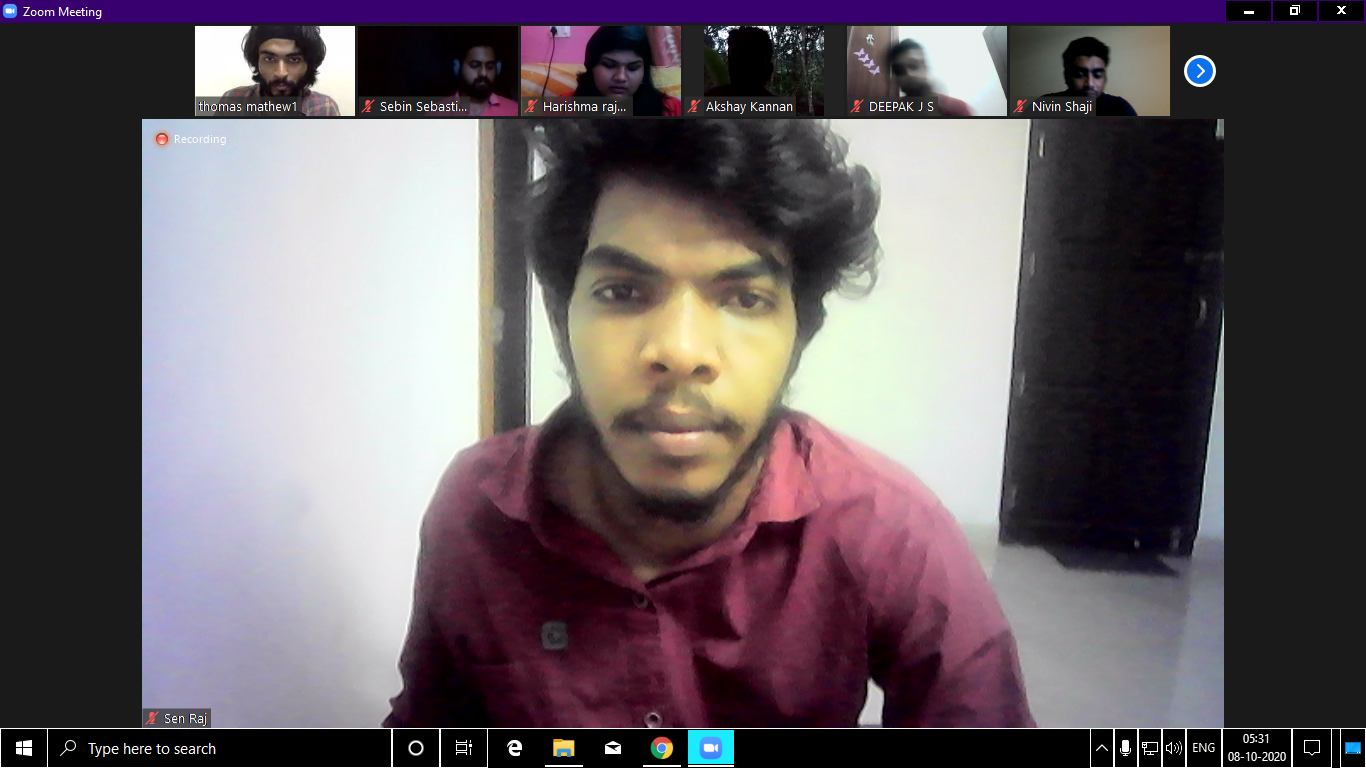 Zoom Meeting
thomas mathew1
Sebin Sebasti...
Harishma raj...
Akshay Kannan
DEEPAK J S
Nivin Shaji
Recording
Sen Raj
Type here to search
ENG
05:31
08-10-2020